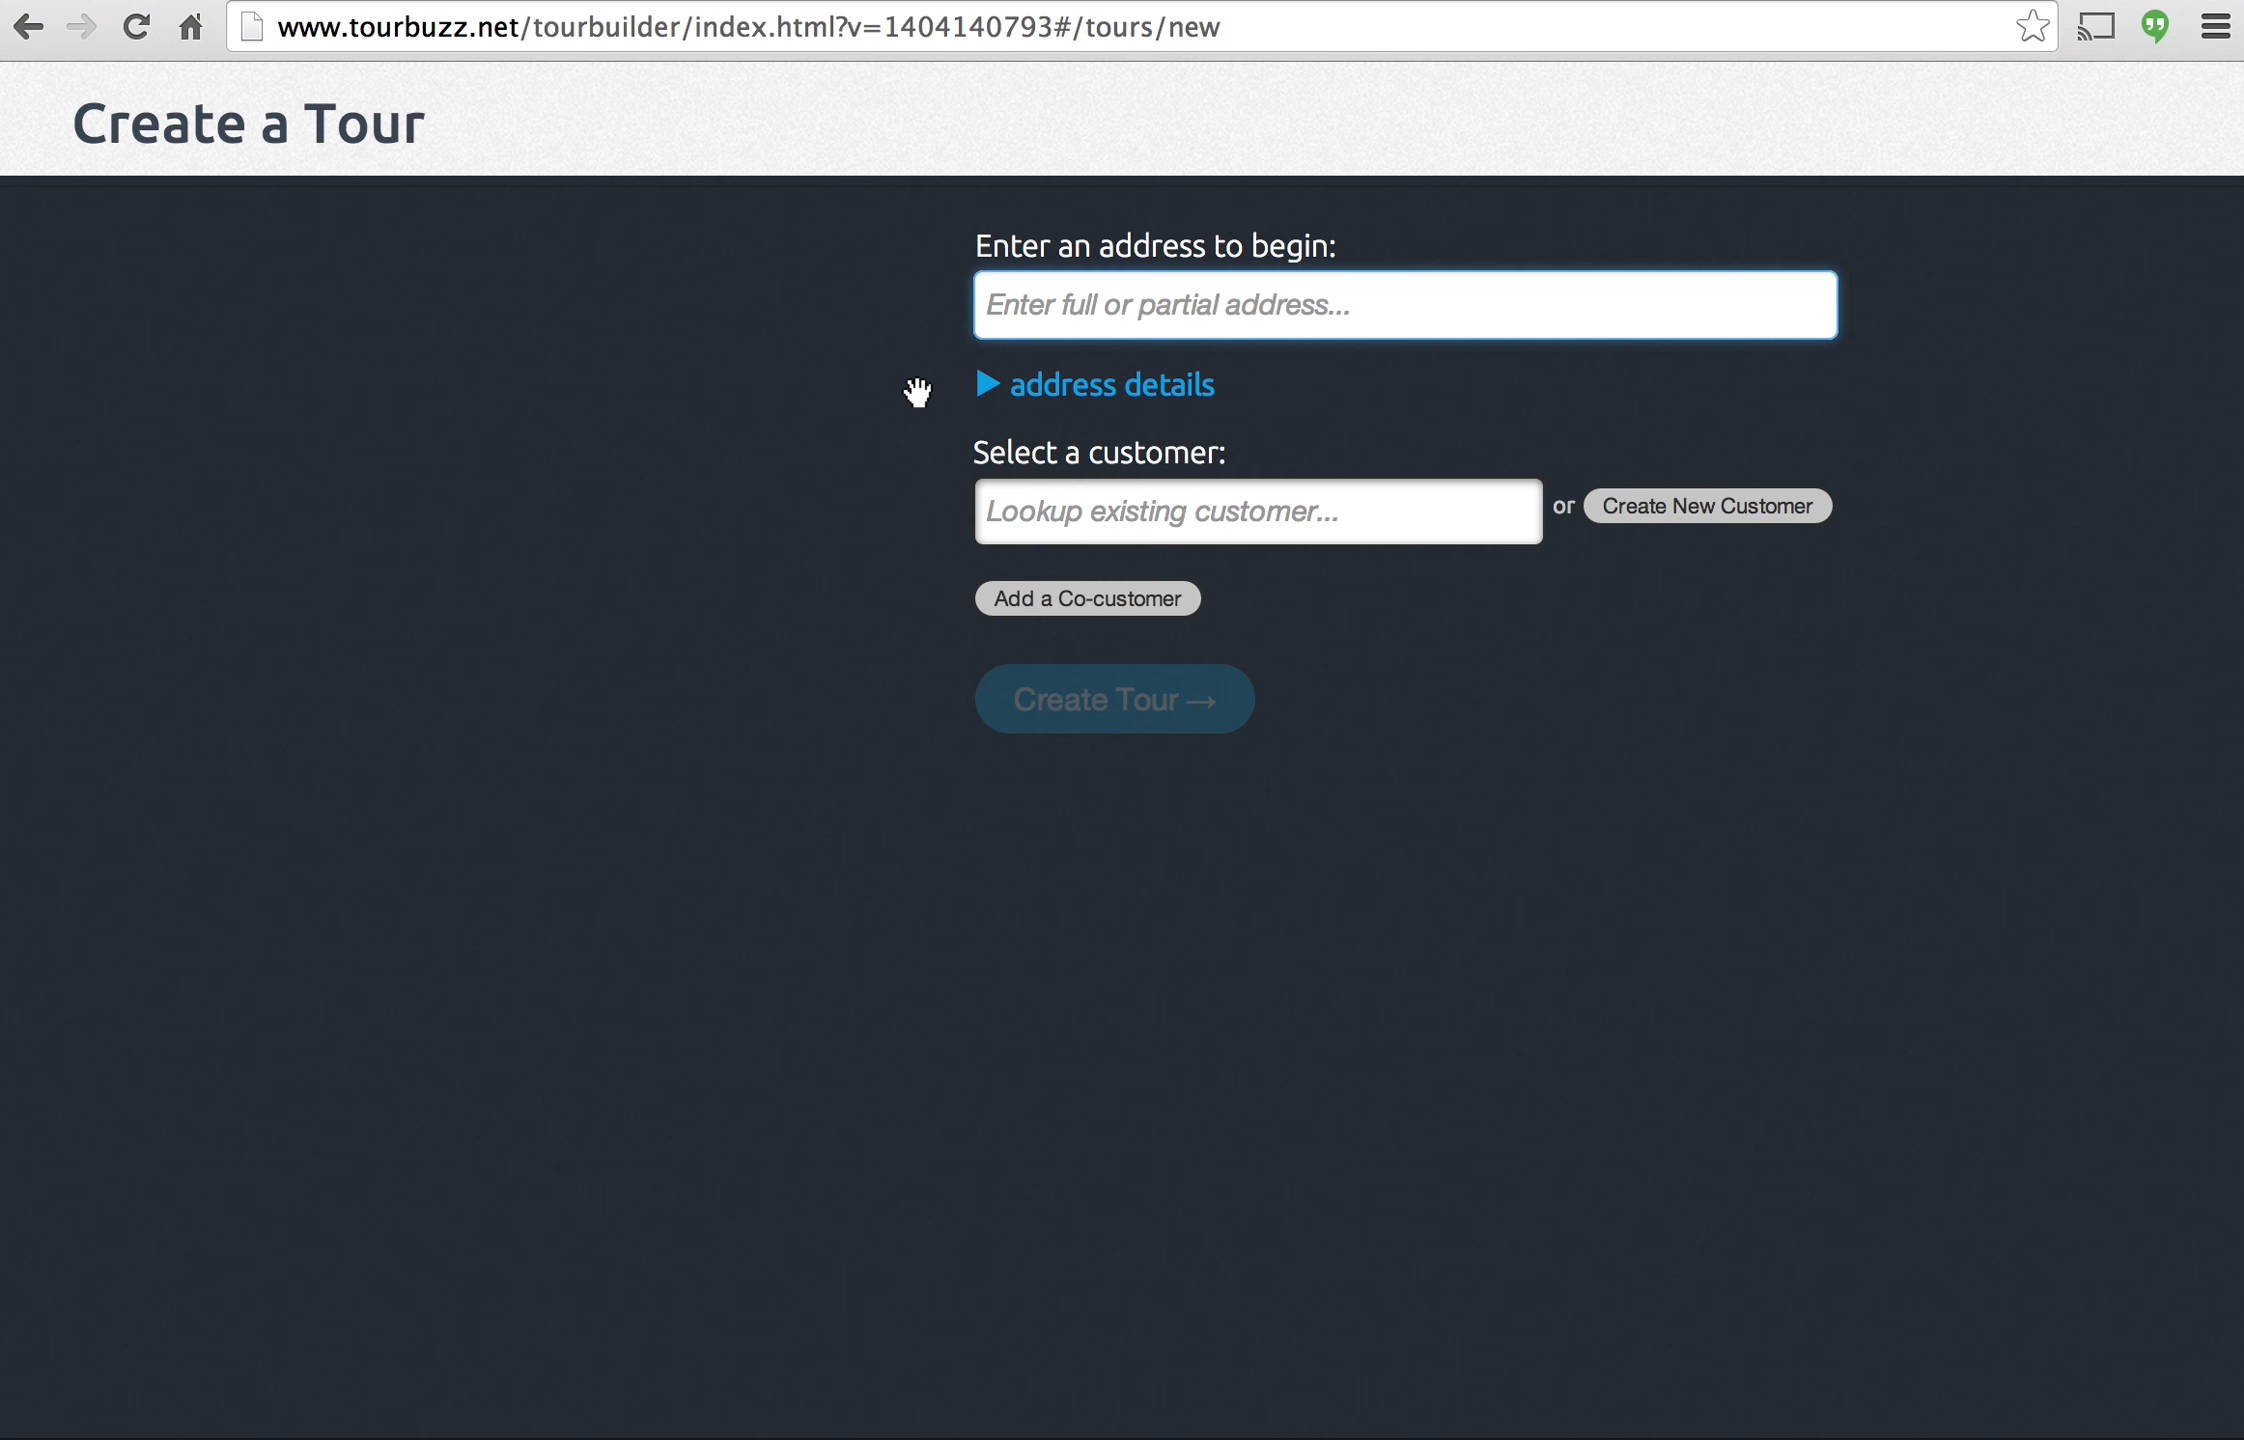 www.tourbuzz.net/tourbuilder/index.html?v=1404140793#/tours/new
Create a Tour
Enter an address to begin:
Enter full or partial address...
address details
Select a customer:
Lookup existing customer... or Create New Customer
Add a Co-customer
Create Tour →